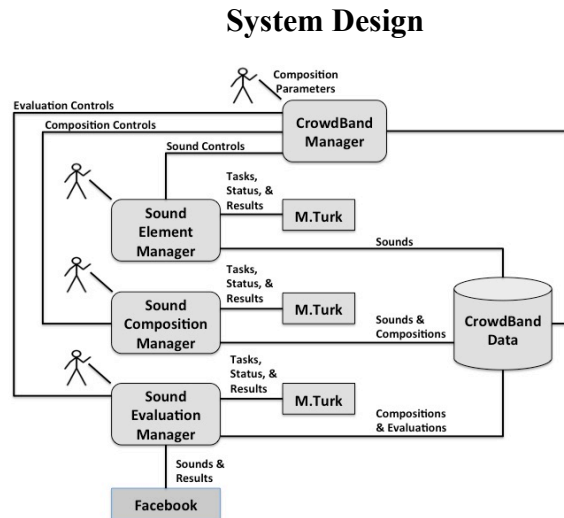 System Design
Composition
Parameters
Evaluation Controls
CrowdBand
Manager
Composition Controls
Sound Controls
Tasks,
Status, &
Results
Sound
Element
Manager
M.Turk
Sounds
Tasks,
Status, &
Results
Sound
Composition
Manager
M.Turk
Sounds &
Compositions
CrowdBand
Data
Tasks,
Status, &
Results
Sound
Evaluation
Manager
M.Turk
Compositions
& Evaluations
Sounds &
Results
Facebook